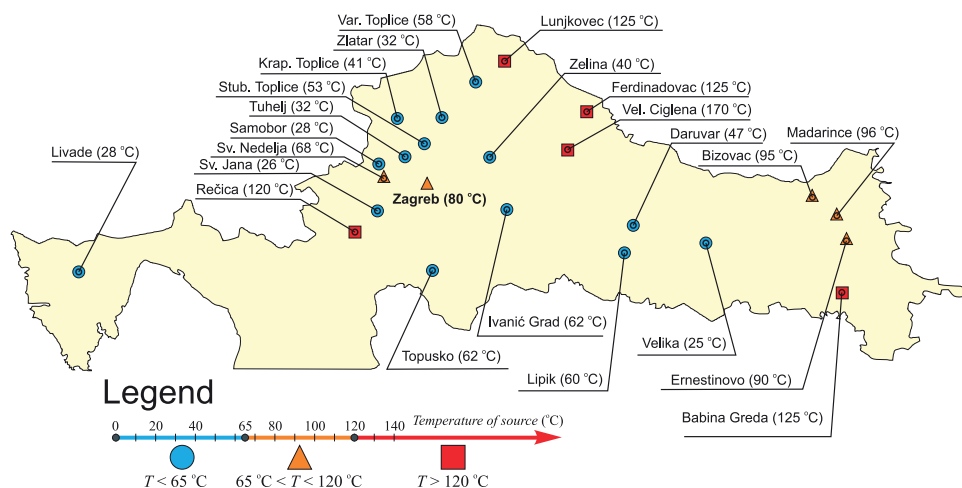 Var. Toplice (58 °C)
Lunjkovec (125 °C)
Zlatar (32 °C)
Krap. Toplice (41 °C)
Zelina (40 °C)
Stub. Toplice (53 °C)
Ferdinadovac (125 °C)
Tuhelj (32 °C)
Vel. Ciglena (170 °C)
Samobor (28 °C)
Daruvar (47 °C)
Madarince (96 °C)
Livade (28 °C)
Sv. Nedelja (68 °C)
Bizovac (95 °C)
Sv. Jana (26 °C)
Rečica (120 °C)
Zagreb (80 °C)
Ivanić Grad (62 °C)
Velika (25 °C)
Topusko (62 °C)
Lipik (60 °C)
Ernestinovo (90 °C)
Babina Greda (125 °C)
Legend
Temperature of source (°C)
0 20 40 65 80 100 120 140
T < 65 °C 65 °C < T < 120 °C T > 120 °C